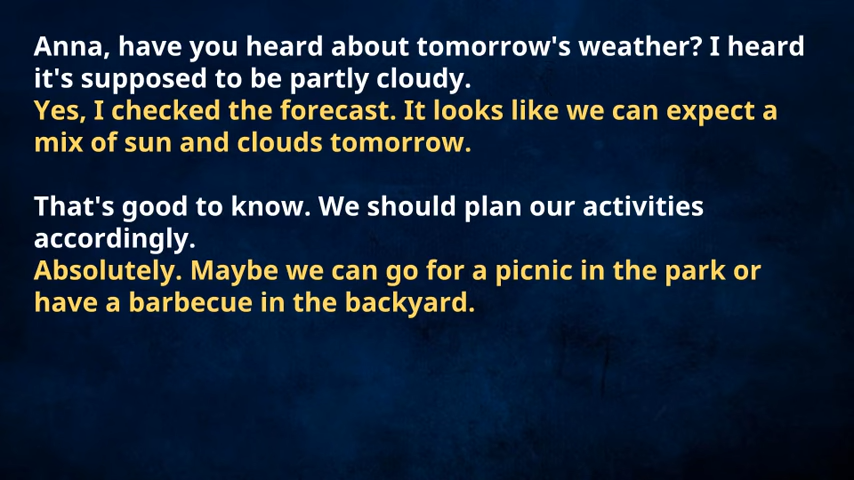 Anna, have you heard about tomorrow's weather? I heard
it's supposed to be partly cloudy.
Yes, I checked the forecast. It looks like we can expect a
mix of sun and clouds tomorrow.
That's good to know. We should plan our activities
accordingly.
Absolutely. Maybe we can go for a picnic in the park or
have a barbecue in the backyard.